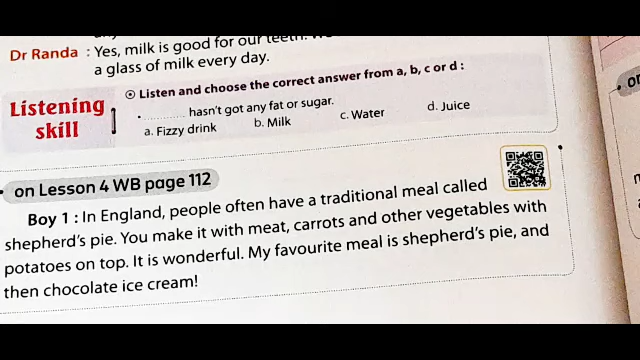 Dr Randa : Yes, milk is good for our teeth.
a glass of milk every day.
Listening
skill
Listen and choose the correct answer from a, b, c or d :
. ............ hasn't got any fat or sugar.
a. Fizzy drink b. Milk c. Water d. Juice
on Lesson 4 WB page 112
Boy 1 : In England, people often have a traditional meal called
shepherd's pie. You make it with meat, carrots and other vegetables with
potatoes on top. It is wonderful. My favourite meal is shepherd's pie, and
then chocolate ice cream!